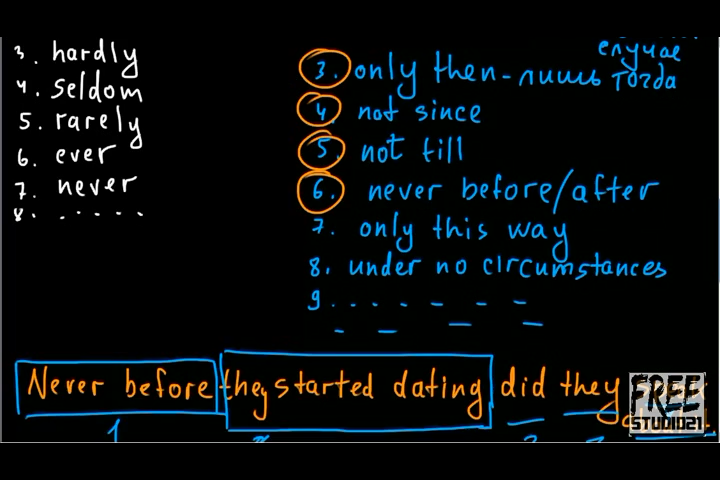 3. hardly
4. seldom
5. rarely
6. ever
7. never
8. . . . . .
случае
3. only then - лишь тогда
4. not since
5. not till
6. never before/after
7. only this way
8. under no circumstances
9. . . . _ _ _
_ _ _ _
Never before they started dating did they
1
FREE
STUDIO21